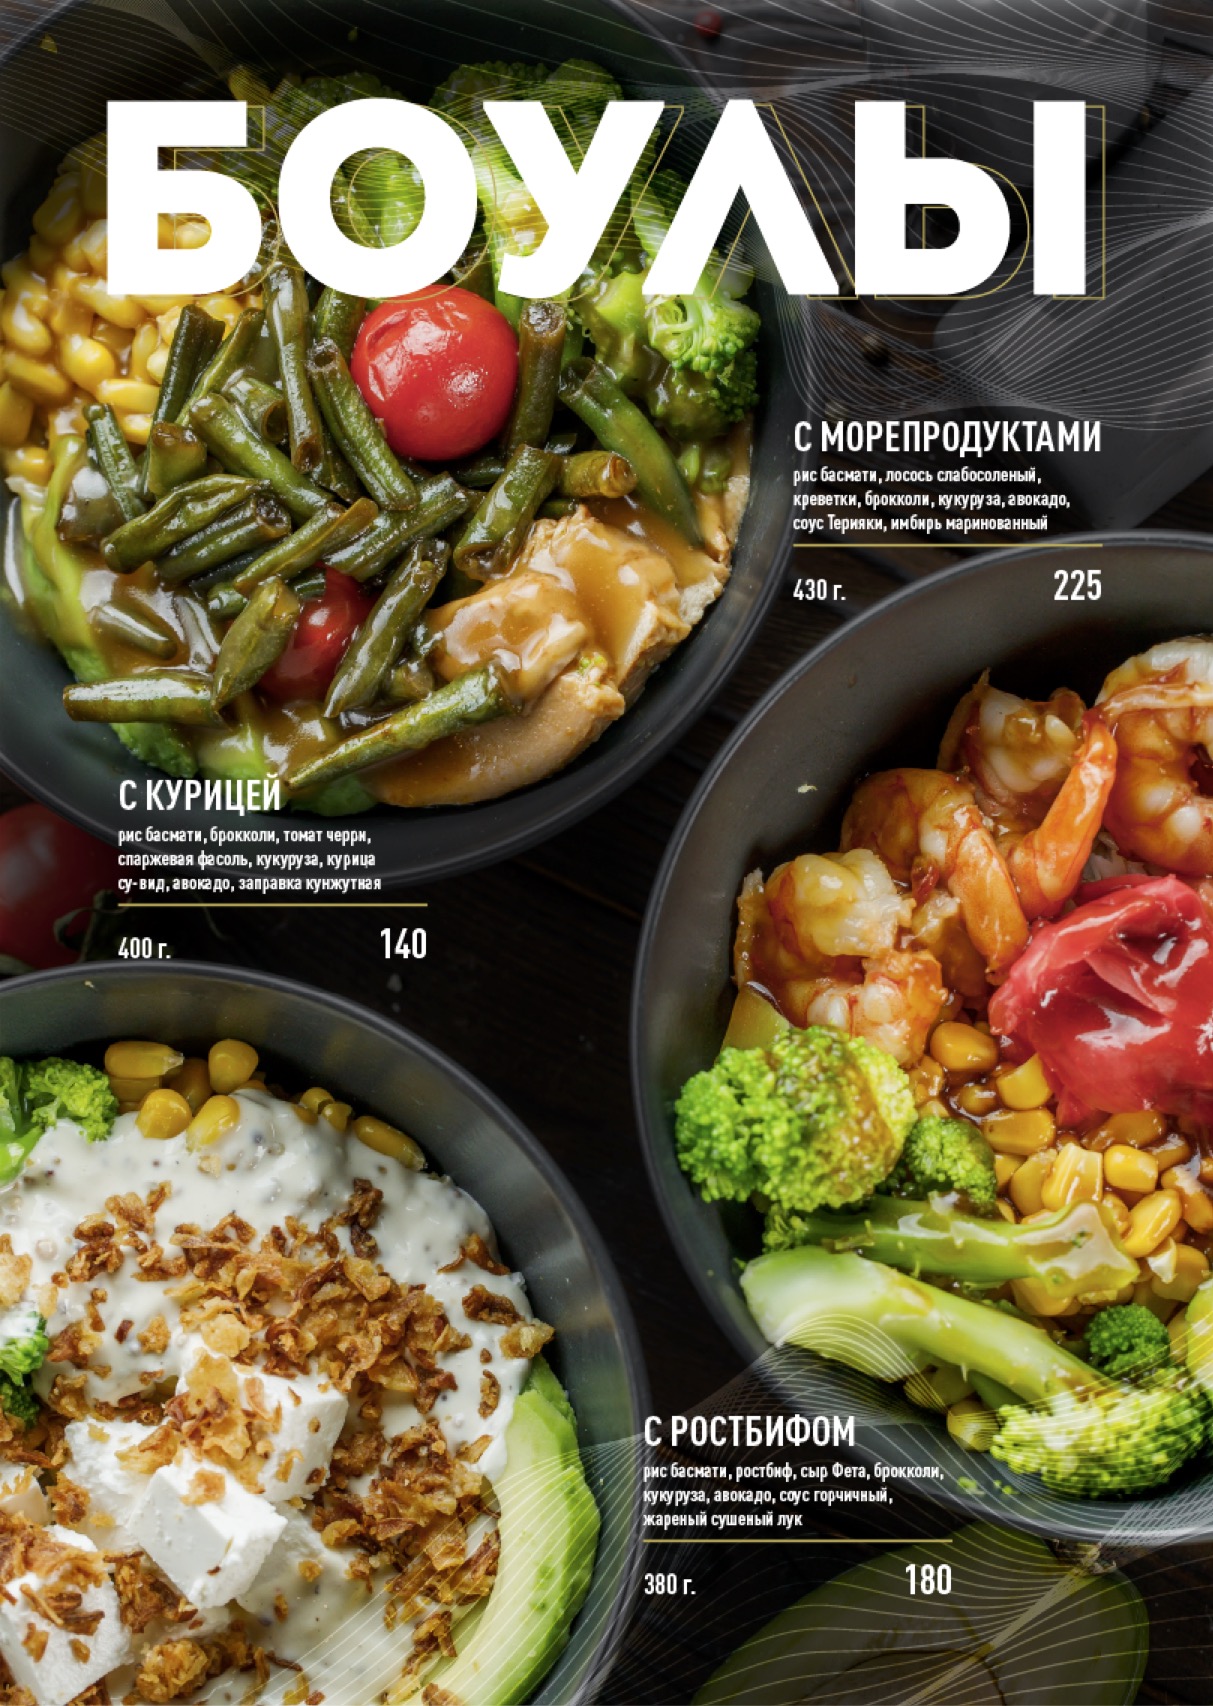 БОУЛЫ
С МОРЕПРОДУКТАМИ
рис басмати, лосось слабосоленый,
креветки, брокколи, кукуруза, авокадо,
соус Терияки, имбирь маринованный
430 г. 225
С КУРИЦЕЙ
рис басмати, брокколи, томат черри,
спаржевая фасоль, кукуруза, курица
су-вид, авокадо, заправка кунжутная
400 г. 140
С РОСТБИФОМ
рис басмати, ростбиф, сыр Фета, брокколи,
кукуруза, авокадо, соус горчичный,
жареный сушеный лук
380 г. 180